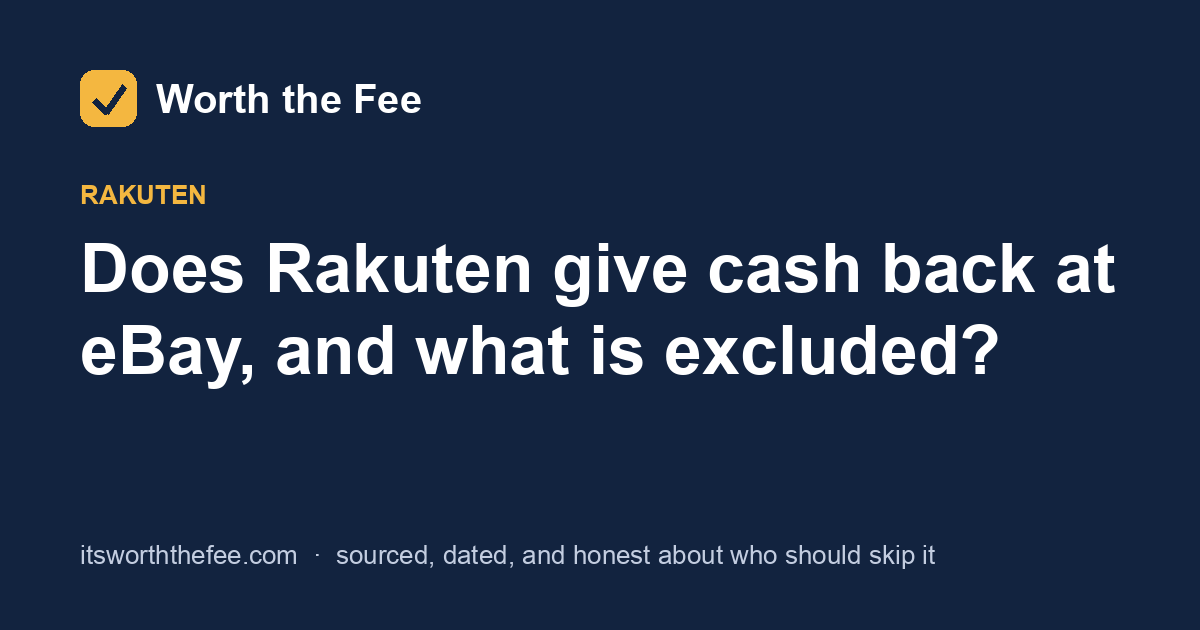 Worth the Fee
RAKUTEN
Does Rakuten give cash back at
eBay, and what is excluded?
itsworththefee.com · sourced, dated, and honest about who should skip it